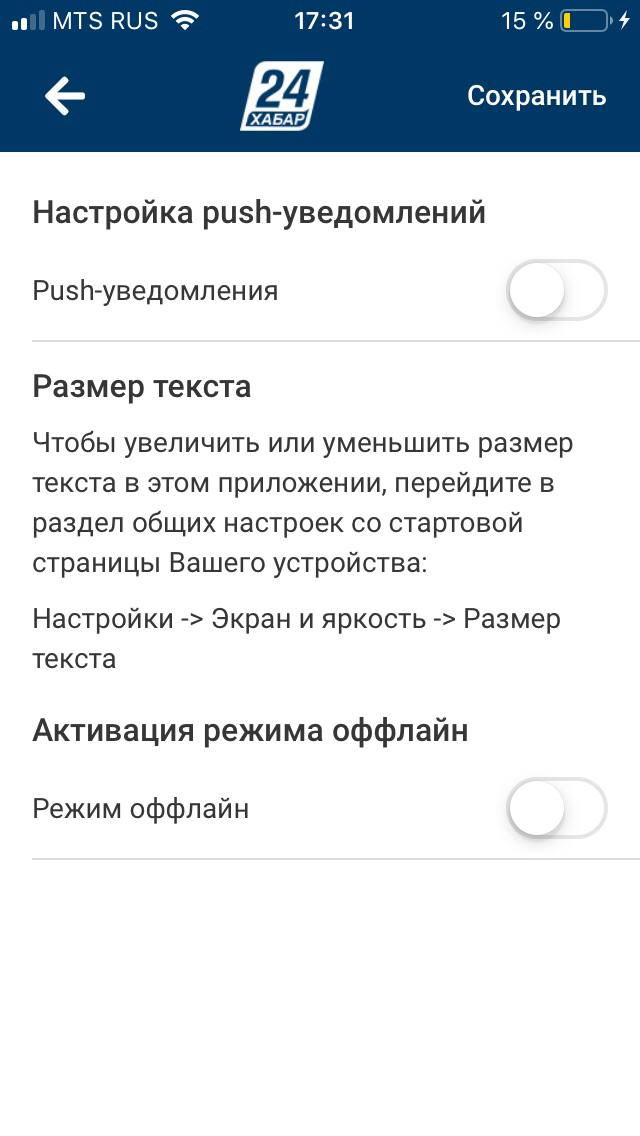 MTS RUS 17:31 15 %
24
ХАБАР
Сохранить
Настройка push-уведомлений
Push-уведомления
Размер текста
Чтобы увеличить или уменьшить размер
текста в этом приложении, перейдите в
раздел общих настроек со стартовой
страницы Вашего устройства:
Настройки -> Экран и яркость -> Размер
текста
Активация режима оффлайн
Режим оффлайн